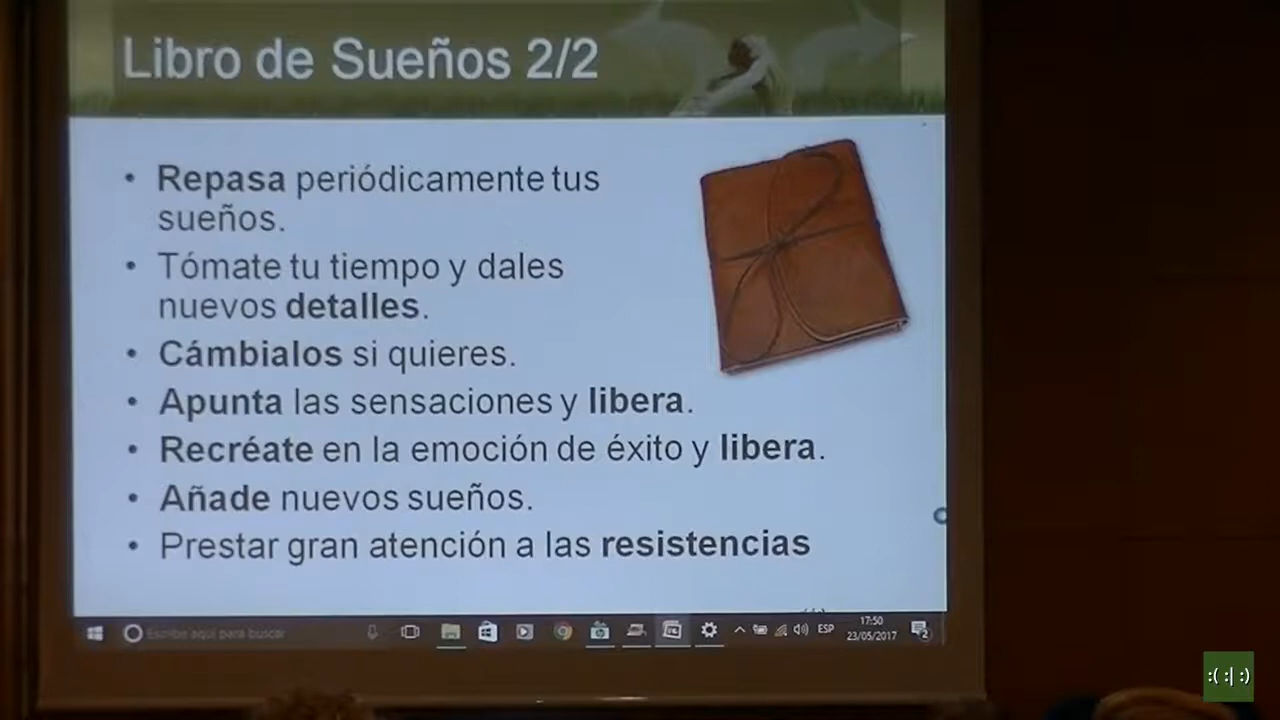 Libro de Sueños 2/2
• Repasa periódicamente tus
sueños.
• Tómate tu tiempo y dales
nuevos detalles.
• Cámbialos si quieres.
• Apunta las sensaciones y libera.
• Recréate en la emoción de éxito y libera.
• Añade nuevos sueños.
• Prestar gran atención a las resistencias
Escribe aquí para buscar
ESP
17:50
23/05/2017
2
:( :| :)